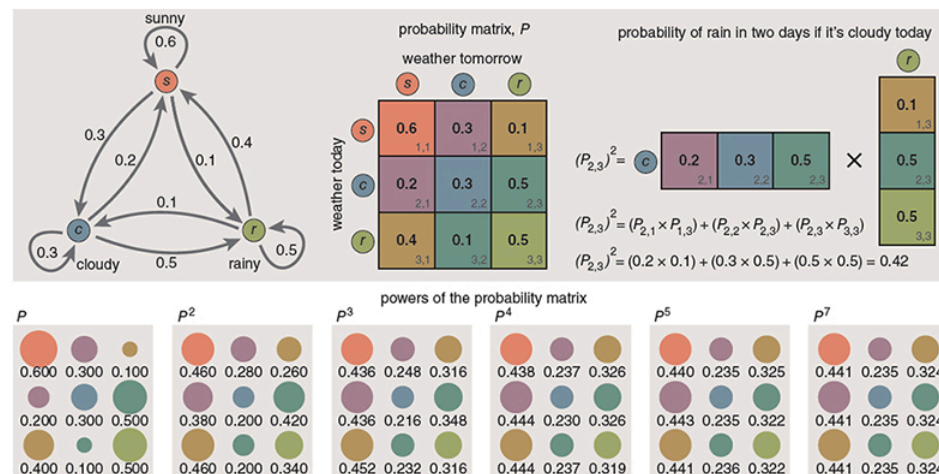 sunny
0.6
s
0.3
0.2
0.1
0.4
0.1
c
r
0.3
cloudy
0.5
rainy
0.5
probability matrix, P
weather tomorrow
s c r
weather today
s 0.6 0.3 0.1
1,1 1,2 1,3
c 0.2 0.3 0.5
2,1 2,2 2,3
r 0.4 0.1 0.5
3,1 3,2 3,3
probability of rain in two days if it's cloudy today
r
0.1
1,3
(P2,3)² = c 0.2 0.3 0.5 × 0.5
2,1 2,2 2,3 2,3
0.5
3,3
(P2,3)² = (P2,1 × P1,3) + (P2,2 × P2,3) + (P2,3 × P3,3)
(P2,3)² = (0.2 × 0.1) + (0.3 × 0.5) + (0.5 × 0.5) = 0.42
powers of the probability matrix
P P² P³ P⁴ P⁵ P⁷
0.600 0.300 0.100 0.460 0.280 0.260 0.436 0.248 0.316 0.438 0.237 0.326 0.440 0.235 0.325 0.441 0.235 0.324
0.200 0.300 0.500 0.380 0.200 0.420 0.436 0.216 0.348 0.444 0.230 0.326 0.443 0.235 0.322 0.441 0.235 0.324
0.400 0.100 0.500 0.460 0.200 0.340 0.452 0.232 0.316 0.444 0.237 0.319 0.441 0.236 0.322 0.441 0.235 0.324